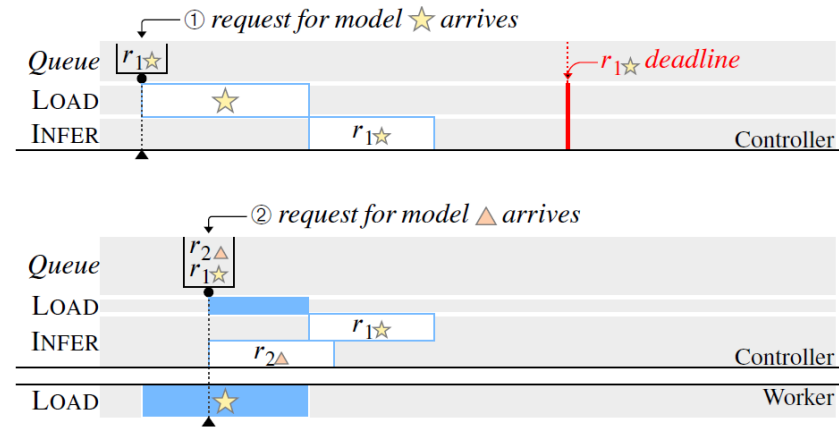 ① request for model ☆ arrives
Queue r₁☆
r₁☆ deadline
LOAD ☆
INFER r₁☆
Controller
② request for model △ arrives
r₂△
Queue r₁☆
LOAD
r₁☆
INFER
r₂△ Controller
Worker
LOAD ☆